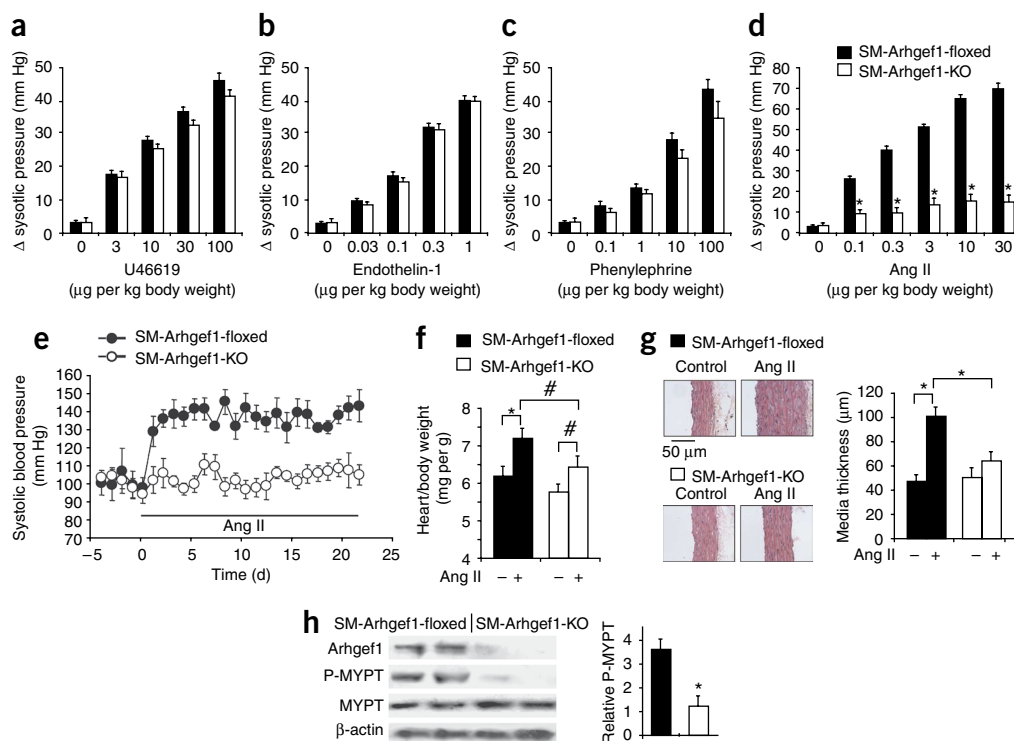 a
Δ systolic pressure (mm Hg)
50
40
30
20
10
0
0 3 10 30 100
U46619
(μg per kg body weight)
b
Δ systolic pressure (mm Hg)
50
40
30
20
10
0
0 0.03 0.1 0.3 1
Endothelin-1
(μg per kg body weight)
c
Δ systolic pressure (mm Hg)
50
40
30
20
10
0
0 0.1 1 10 100
Phenylephrine
(μg per kg body weight)
d
SM-Arhgef1-floxed
SM-Arhgef1-KO
Δ systolic pressure (mm Hg)
80
70
60
50
40
30
20
10
0
* * * * *
0 0.1 0.3 3 10 30
Ang II
(μg per kg body weight)
e
SM-Arhgef1-floxed
SM-Arhgef1-KO
Systolic blood pressure
(mm Hg)
160
150
140
130
120
110
100
90
80
70
Ang II
–5 0 5 10 15 20 25
Time (d)
f
SM-Arhgef1-floxed
SM-Arhgef1-KO
Heart/body weight
(mg per g)
9
8
7
6
5
4
#
* #
Ang II – + – +
g
SM-Arhgef1-floxed
Control Ang II
50 μm
SM-Arhgef1-KO
Control Ang II
Media thickness (μm)
120
100
80
60
40
20
0
* *
Ang II – + – +
h
SM-Arhgef1-floxed SM-Arhgef1-KO
Arhgef1
P-MYPT
MYPT
β-actin
Relative P-MYPT
4
3
2
1
0
*